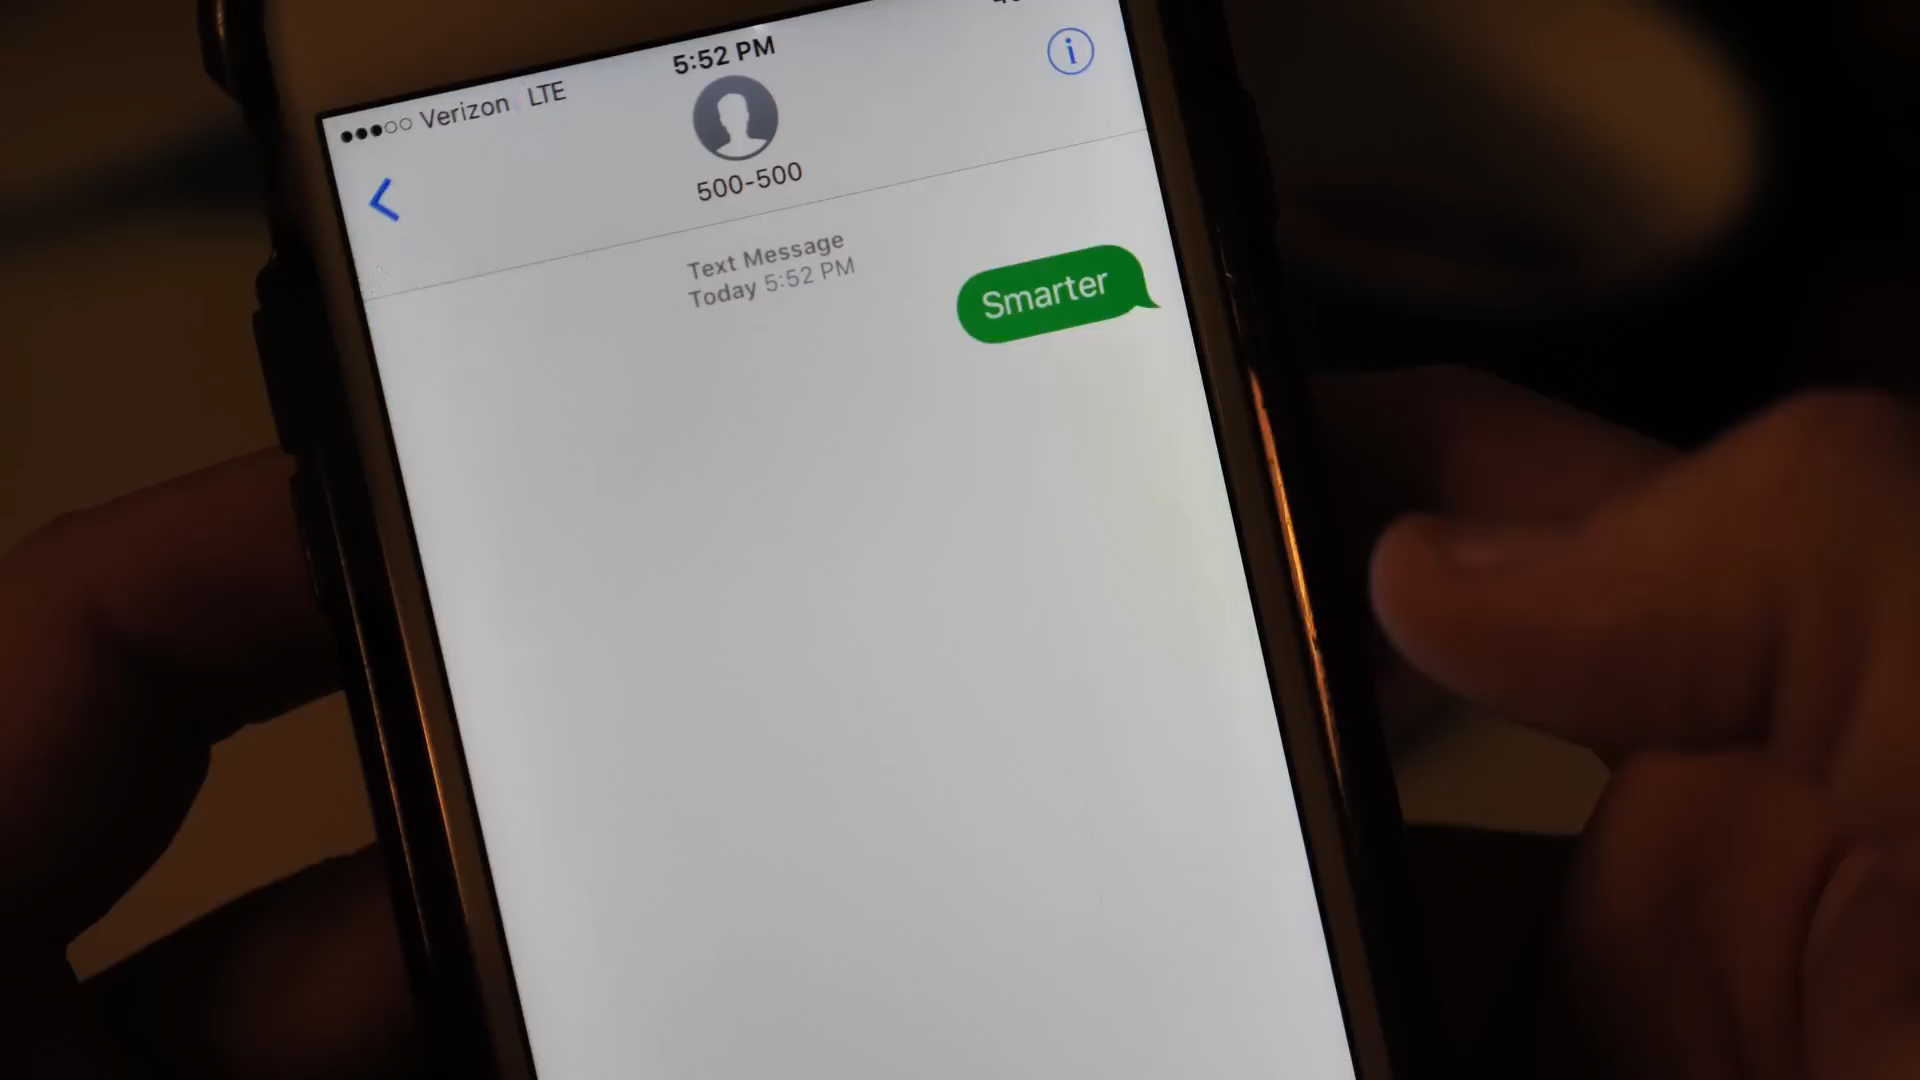 5:52 PM
Verizon LTE
500-500
Text Message
Today 5:52 PM
Smarter